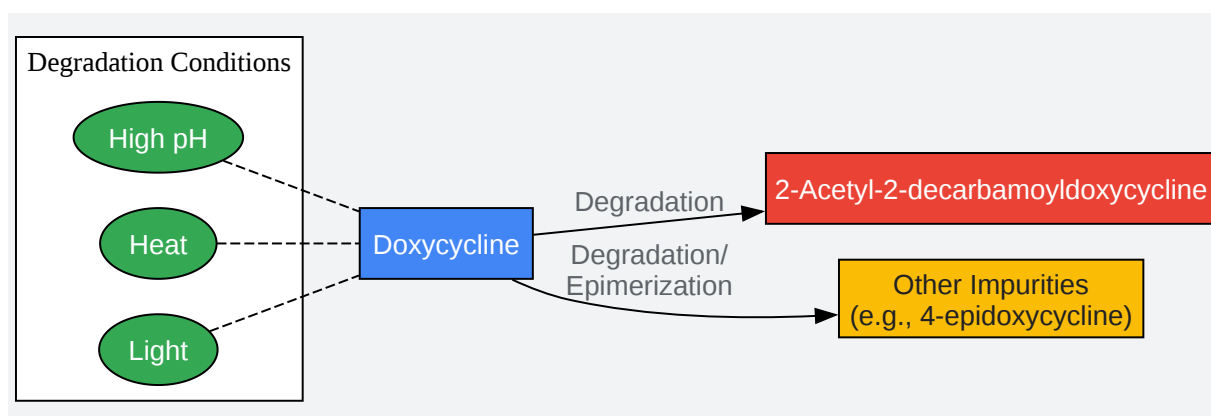 Degradation Conditions
High pH
Heat
Light
Doxycycline
Degradation
Degradation/
Epimerization
2-Acetyl-2-decarbamoyldoxycycline
Other Impurities
(e.g., 4-epidoxycycline)